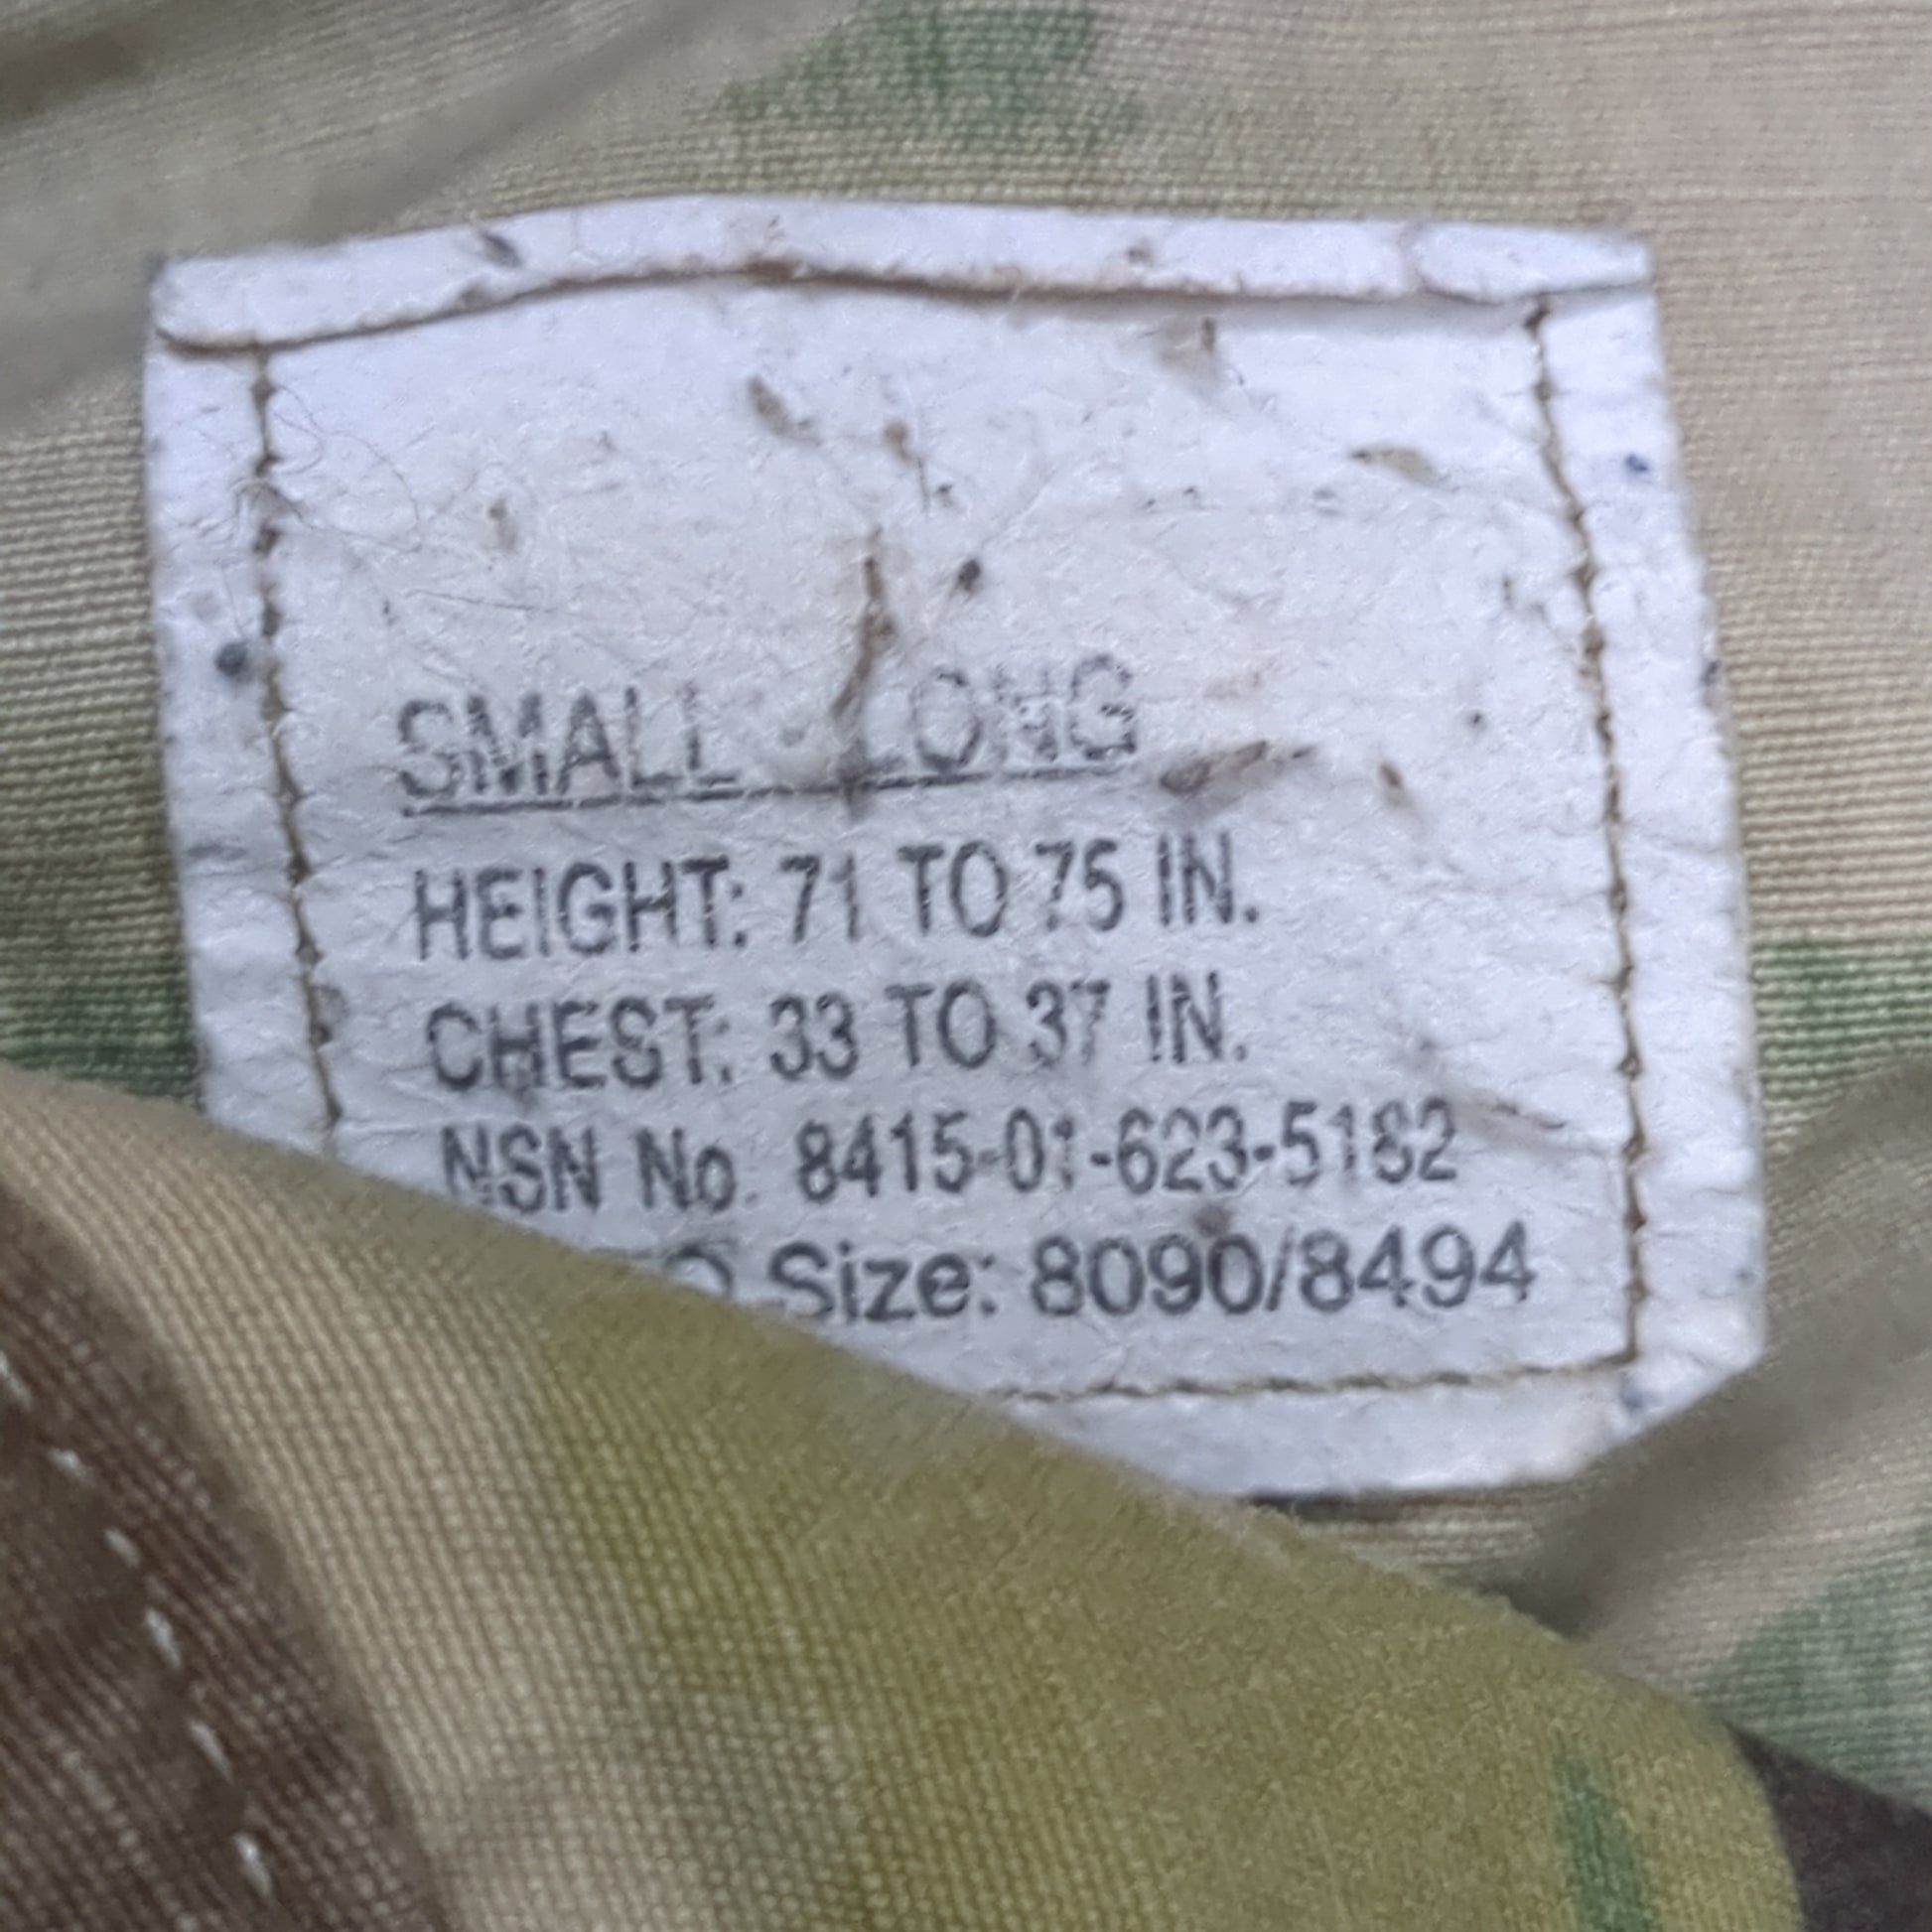 SMALL - LONG
HEIGHT: 71 TO 75 IN.
CHEST: 33 TO 37 IN.
NSN No. 8415-01-623-5182
Size: 8090/8494